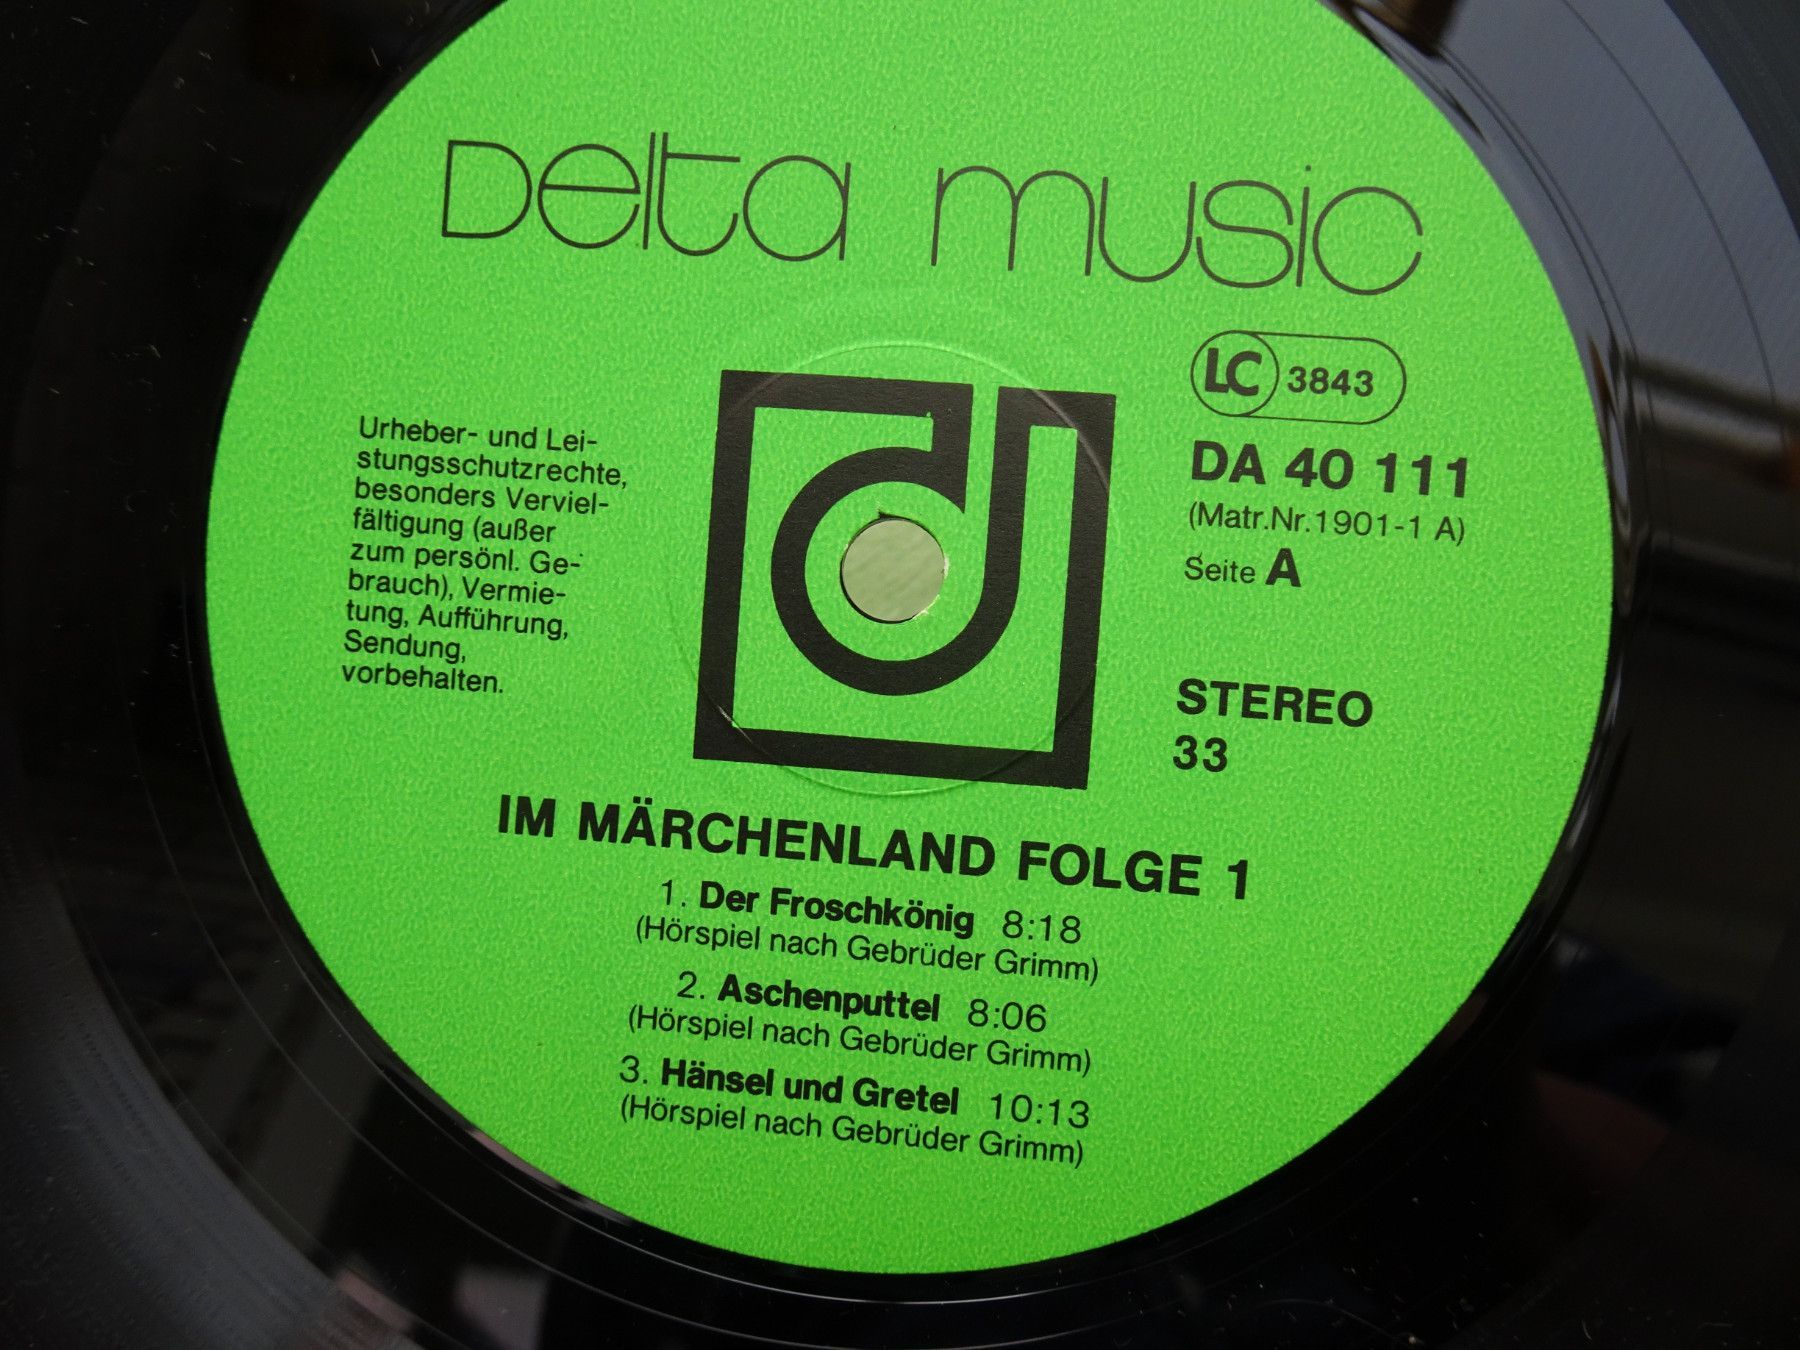 Delta music
LC 3843
DA 40 111
(Matr.Nr.1901-1 A)
Seite A
Urheber- und Lei-
stungsschutzrechte,
besonders Verviel-
fältigung (außer
zum persönl. Ge-
brauch), Vermie-
tung, Aufführung,
Sendung,
vorbehalten.
d
STEREO
33
IM MÄRCHENLAND FOLGE 1
1. Der Froschkönig 8:18
(Hörspiel nach Gebrüder Grimm)
2. Aschenputtel 8:06
(Hörspiel nach Gebrüder Grimm)
3. Hänsel und Gretel 10:13
(Hörspiel nach Gebrüder Grimm)